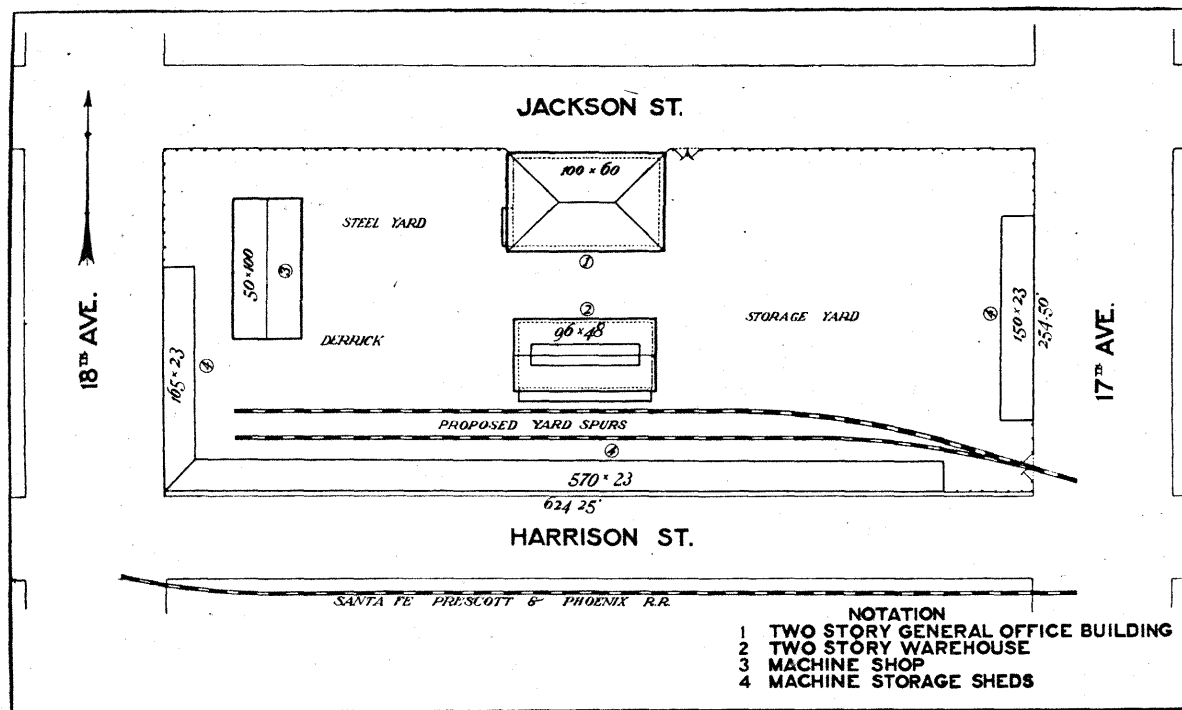 JACKSON ST.
100 × 60
STEEL YARD
50×100
3
1
2
STORAGE YARD
4
150 × 23
254.50'
18TH AVE.
17TH AVE.
DERRICK
96 × 48
165 × 23
4
PROPOSED YARD SPURS
4
570 × 23
624 25'
HARRISON ST.
SANTA FE PRESCOTT & PHOENIX R.R.
NOTATION
1 TWO STORY GENERAL OFFICE BUILDING
2 TWO STORY WAREHOUSE
3 MACHINE SHOP
4 MACHINE STORAGE SHEDS